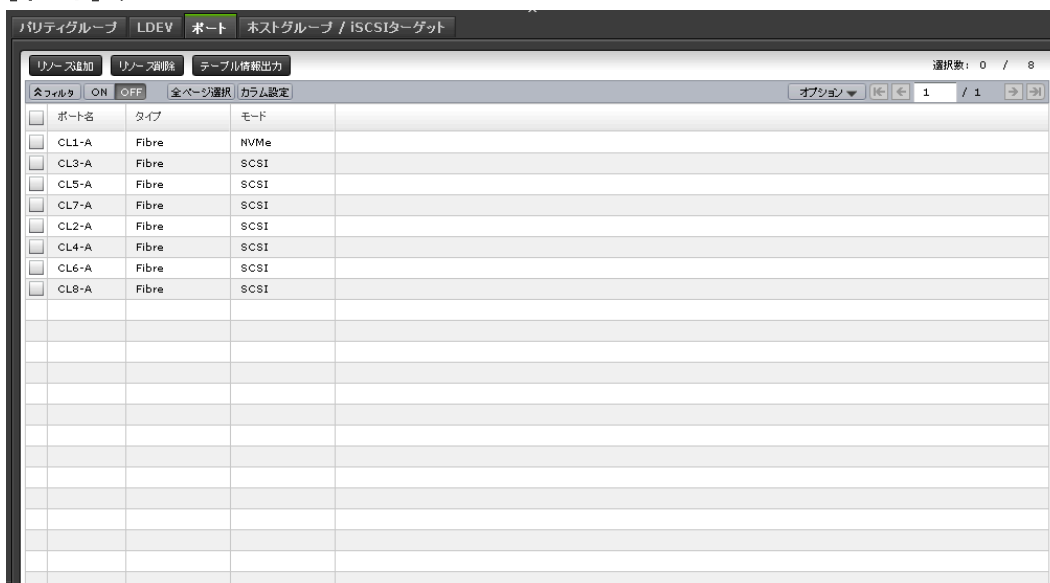 パリティグループ LDEV ポート ホストグループ / iSCSIターゲット
リソース追加 リソース削除 テーブル情報出力 選択数: 0 / 8
フィルタ ON OFF 全ページ選択 カラム設定 オプション 1 / 1
ポート名 タイプ モード
CL1-A Fibre NVMe
CL3-A Fibre SCSI
CL5-A Fibre SCSI
CL7-A Fibre SCSI
CL2-A Fibre SCSI
CL4-A Fibre SCSI
CL6-A Fibre SCSI
CL8-A Fibre SCSI